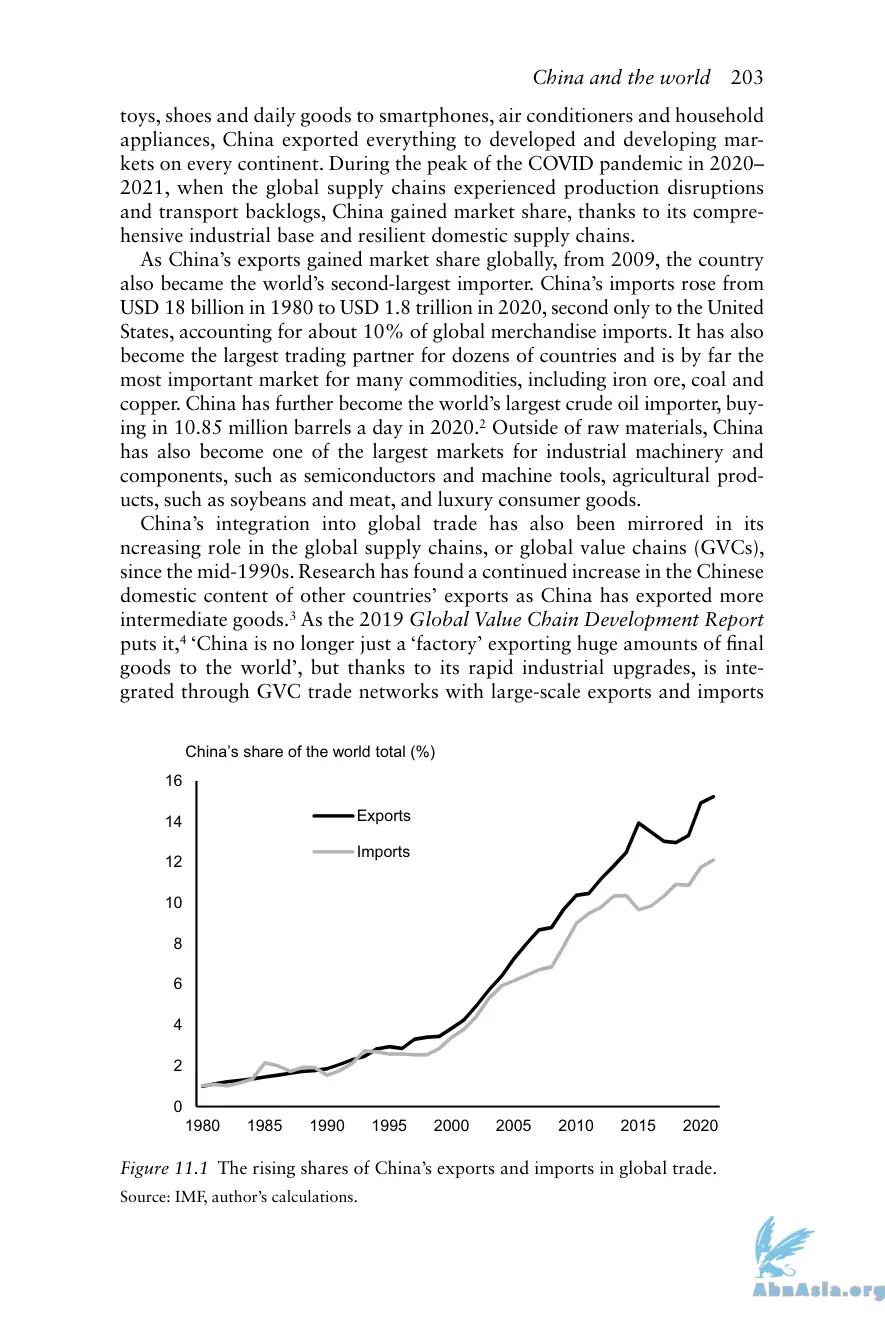 China and the world 203
toys, shoes and daily goods to smartphones, air conditioners and household
appliances, China exported everything to developed and developing mar-
kets on every continent. During the peak of the COVID pandemic in 2020–
2021, when the global supply chains experienced production disruptions
and transport backlogs, China gained market share, thanks to its compre-
hensive industrial base and resilient domestic supply chains.
As China’s exports gained market share globally, from 2009, the country
also became the world’s second-largest importer. China’s imports rose from
USD 18 billion in 1980 to USD 1.8 trillion in 2020, second only to the United
States, accounting for about 10% of global merchandise imports. It has also
become the largest trading partner for dozens of countries and is by far the
most important market for many commodities, including iron ore, coal and
copper. China has further become the world’s largest crude oil importer, buy-
ing in 10.85 million barrels a day in 2020.² Outside of raw materials, China
has also become one of the largest markets for industrial machinery and
components, such as semiconductors and machine tools, agricultural prod-
ucts, such as soybeans and meat, and luxury consumer goods.
China’s integration into global trade has also been mirrored in its
ncreasing role in the global supply chains, or global value chains (GVCs),
since the mid-1990s. Research has found a continued increase in the Chinese
domestic content of other countries’ exports as China has exported more
intermediate goods.³ As the 2019 Global Value Chain Development Report
puts it,⁴ ‘China is no longer just a ‘factory’ exporting huge amounts of final
goods to the world’, but thanks to its rapid industrial upgrades, is inte-
grated through GVC trade networks with large-scale exports and imports
China’s share of the world total (%)
16
Exports
14
Imports
12
10
8
6
4
2
0
1980 1985 1990 1995 2000 2005 2010 2015 2020
Figure 11.1 The rising shares of China’s exports and imports in global trade.
Source: IMF, author’s calculations.
AbnAsia.org